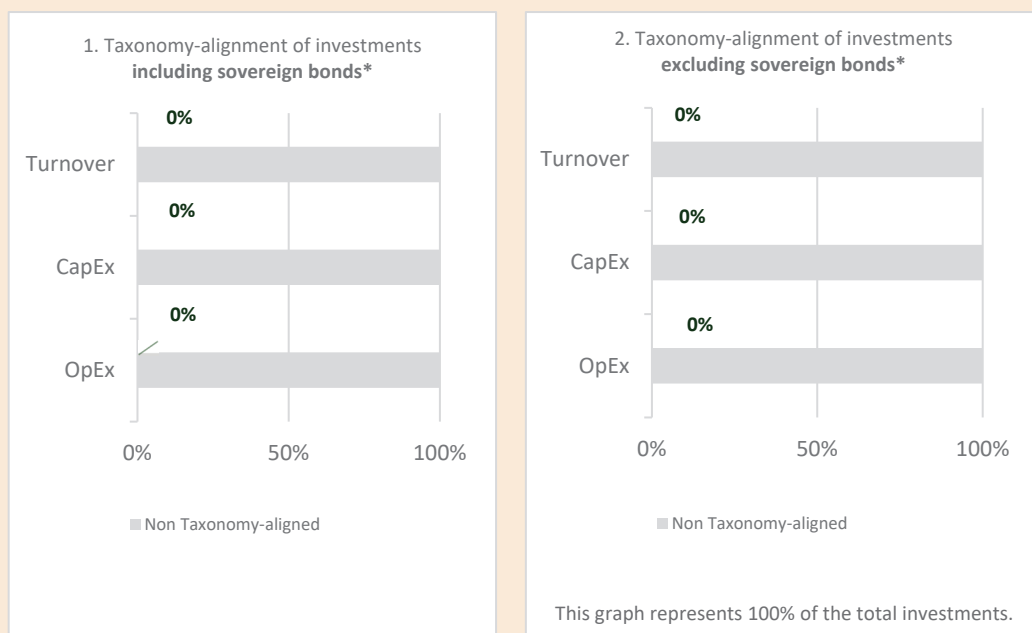 1. Taxonomy-alignment of investments
including sovereign bonds*
0%
Turnover
0%
CapEx
0%
OpEx
0%
50%
100%
Non Taxonomy-aligned
2. Taxonomy-alignment of investments
excluding sovereign bonds*
0%
Turnover
0%
CapEx
0%
OpEx
0%
50%
100%
Non Taxonomy-aligned
This graph represents 100% of the total investments.